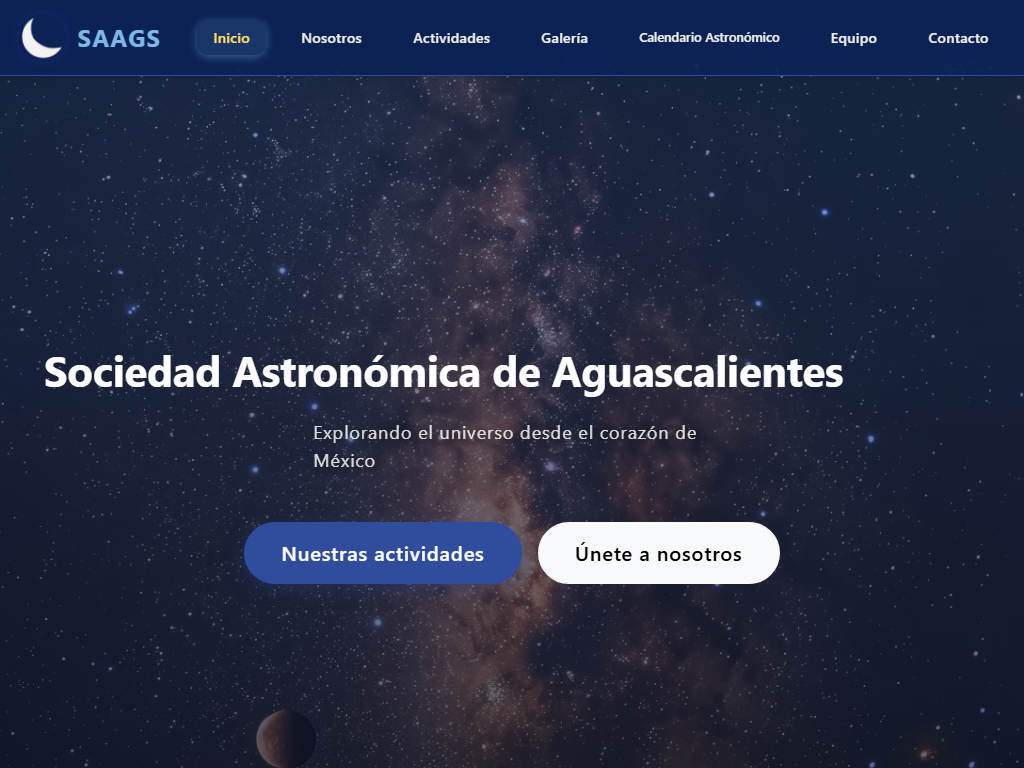 SAAGS
Inicio
Nosotros
Actividades
Galería
Calendario Astronómico
Equipo
Contacto
Sociedad Astronómica de Aguascalientes
Explorando el universo desde el corazón de
México
Nuestras actividades
Únete a nosotros